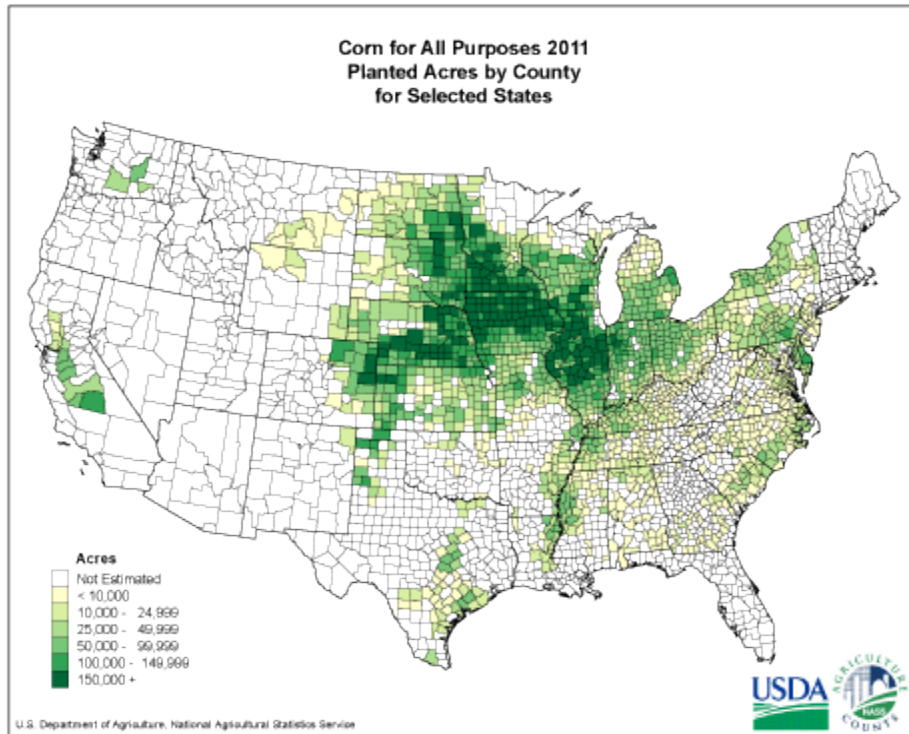 Corn for All Purposes 2011
Planted Acres by County
for Selected States
Acres
Not Estimated
< 10,000
10,000 - 24,999
25,000 - 49,999
50,000 - 99,999
100,000 - 149,999
150,000 +
U.S. Department of Agriculture, National Agricultural Statistics Service
USDA
AGRICULTURE
NASS
COUNTS